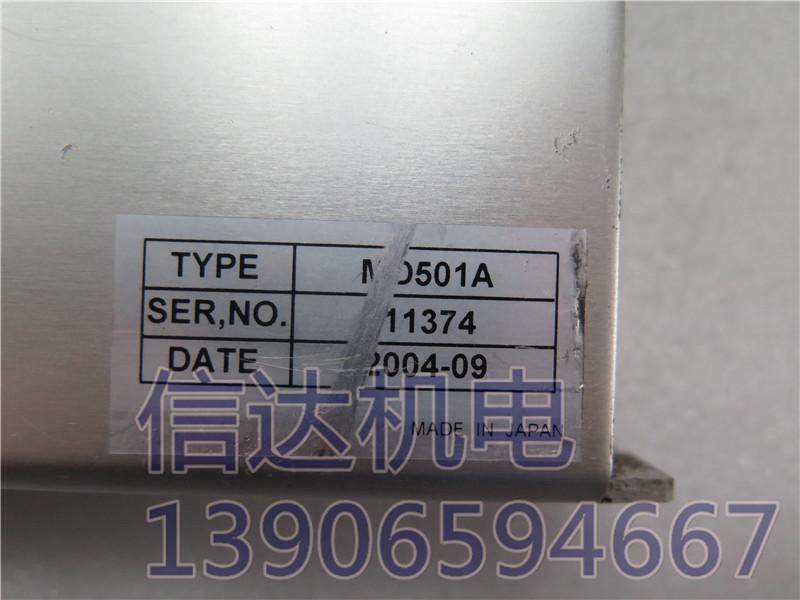 TYPE MD501A
SER,NO. 11374
DATE 2004-09
MADE IN JAPAN
信达机电
13906594667